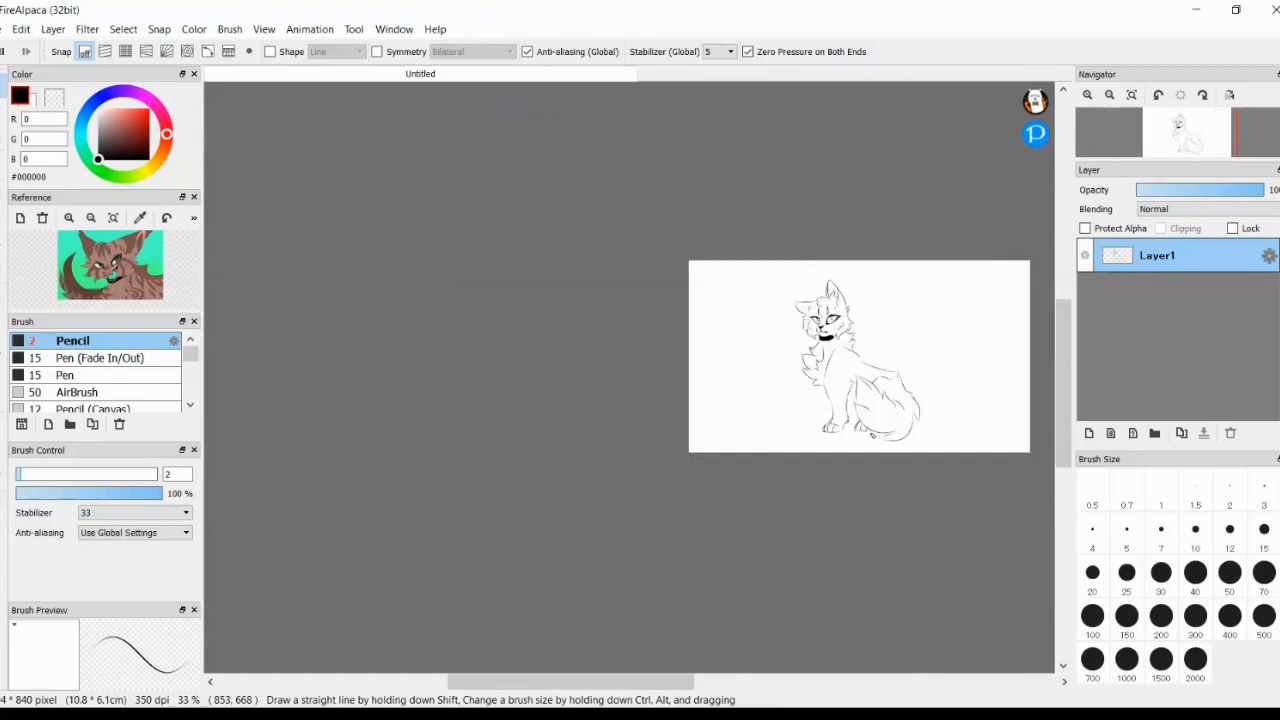 FireAlpaca (32bit)
Edit Layer Filter Select Snap Color Brush View Animation Tool Window Help
Snap off Shape Line Symmetry Bilateral Anti-aliasing (Global) Stabilizer (Global) 5 Zero Pressure on Both Ends
Color
Untitled
Navigator
R 0
G 0
B 0
#000000
Layer
Opacity 100
Blending Normal
Protect Alpha Clipping Lock
Layer1
Reference
Brush
2 Pencil
15 Pen (Fade In/Out)
15 Pen
50 AirBrush
12 Pencil (Canvas)
Brush Control
2
100 %
Stabilizer 33
Anti-aliasing Use Global Settings
Brush Size
0.5 0.7 1 1.5 2 3
4 5 7 10 12 15
20 25 30 40 50 70
100 150 200 300 400 500
700 1000 1500 2000
Brush Preview
*
4 * 840 pixel (10.8 * 6.1cm) 350 dpi 33 % ( 853, 668 ) Draw a straight line by holding down Shift, Change a brush size by holding down Ctrl, Alt, and dragging